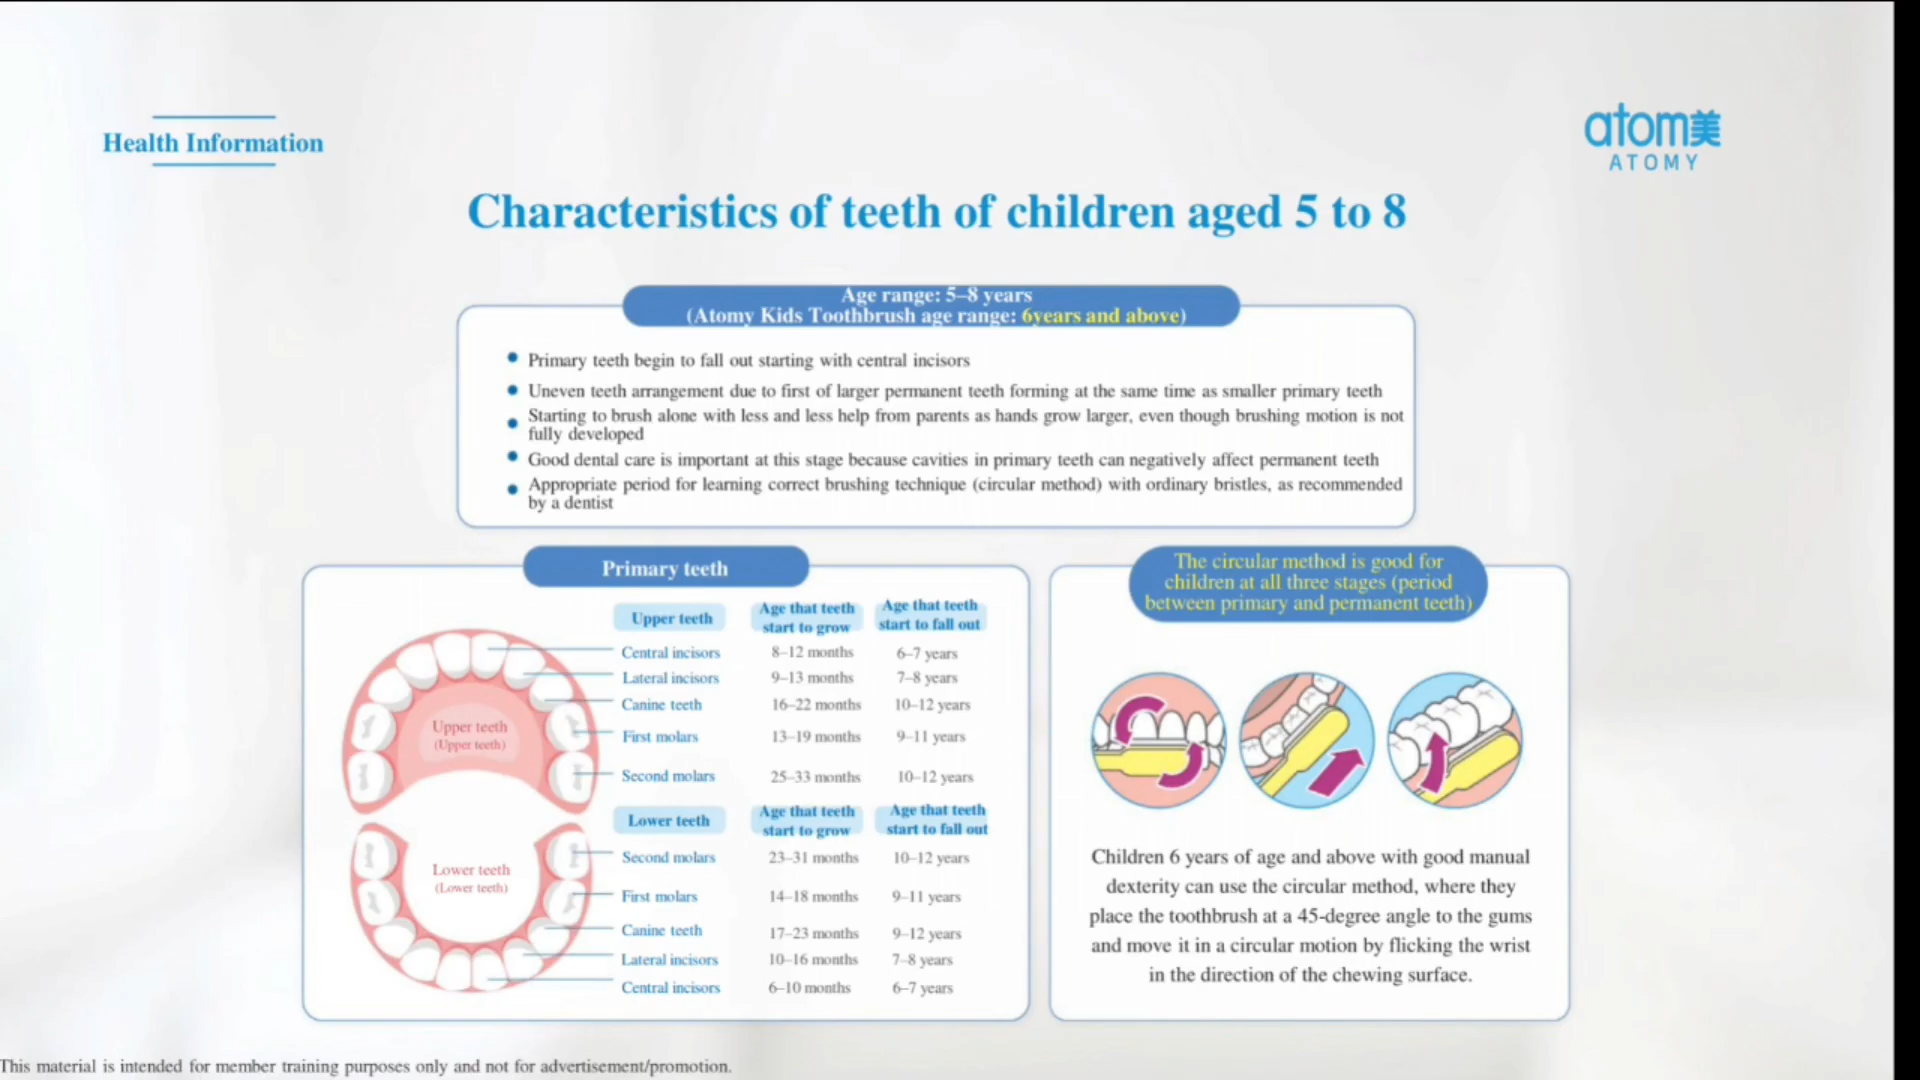 Health Information
atom美
ATOMY
Characteristics of teeth of children aged 5 to 8
Age range: 5–8 years
(Atomy Kids Toothbrush age range: 6years and above)
Primary teeth begin to fall out starting with central incisors
Uneven teeth arrangement due to first of larger permanent teeth forming at the same time as smaller primary teeth
Starting to brush alone with less and less help from parents as hands grow larger, even though brushing motion is not
fully developed
Good dental care is important at this stage because cavities in primary teeth can negatively affect permanent teeth
Appropriate period for learning correct brushing technique (circular method) with ordinary bristles, as recommended
by a dentist
Primary teeth
Upper teeth
(Upper teeth)
Lower teeth
(Lower teeth)
Upper teeth Age that teeth start to grow Age that teeth start to fall out
Central incisors 8–12 months 6–7 years
Lateral incisors 9–13 months 7–8 years
Canine teeth 16–22 months 10–12 years
First molars 13–19 months 9–11 years
Second molars 25–33 months 10–12 years
Lower teeth Age that teeth start to grow Age that teeth start to fall out
Second molars 23–31 months 10–12 years
First molars 14–18 months 9–11 years
Canine teeth 17–23 months 9–12 years
Lateral incisors 10–16 months 7–8 years
Central incisors 6–10 months 6–7 years
The circular method is good for
children at all three stages (period
between primary and permanent teeth)
Children 6 years of age and above with good manual
dexterity can use the circular method, where they
place the toothbrush at a 45-degree angle to the gums
and move it in a circular motion by flicking the wrist
in the direction of the chewing surface.
This material is intended for member training purposes only and not for advertisement/promotion.